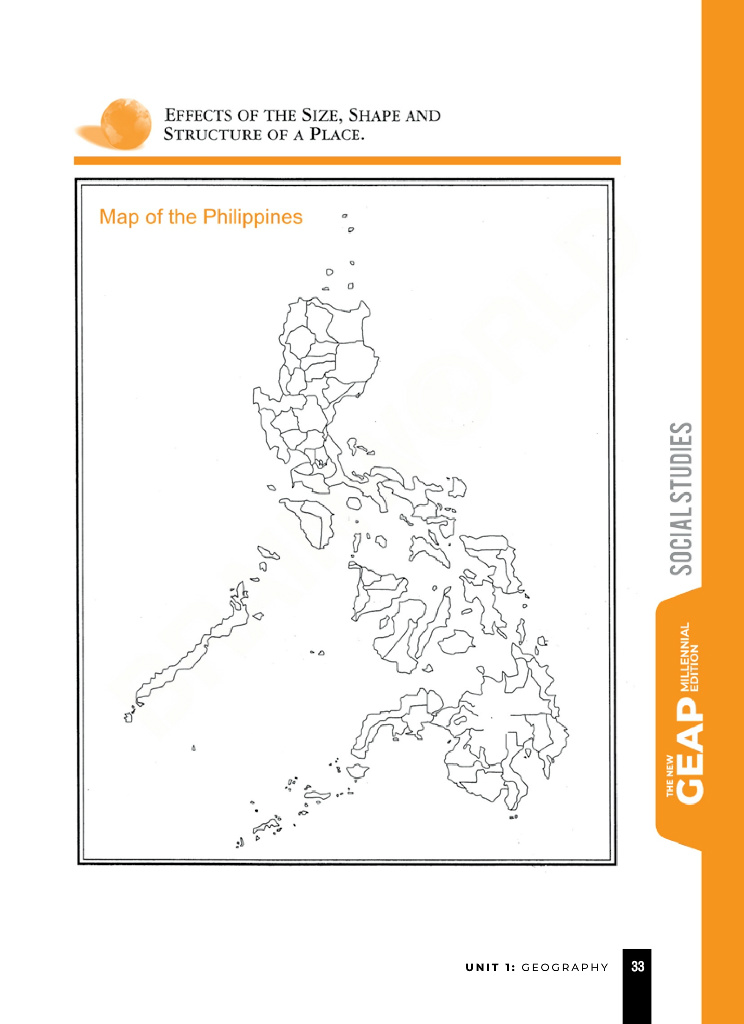 EFFECTS OF THE SIZE, SHAPE AND
STRUCTURE OF A PLACE.
Map of the Philippines
SOCIAL STUDIES
THE NEW
GEAP
MILLENNIAL
EDITION
UNIT 1: GEOGRAPHY
33